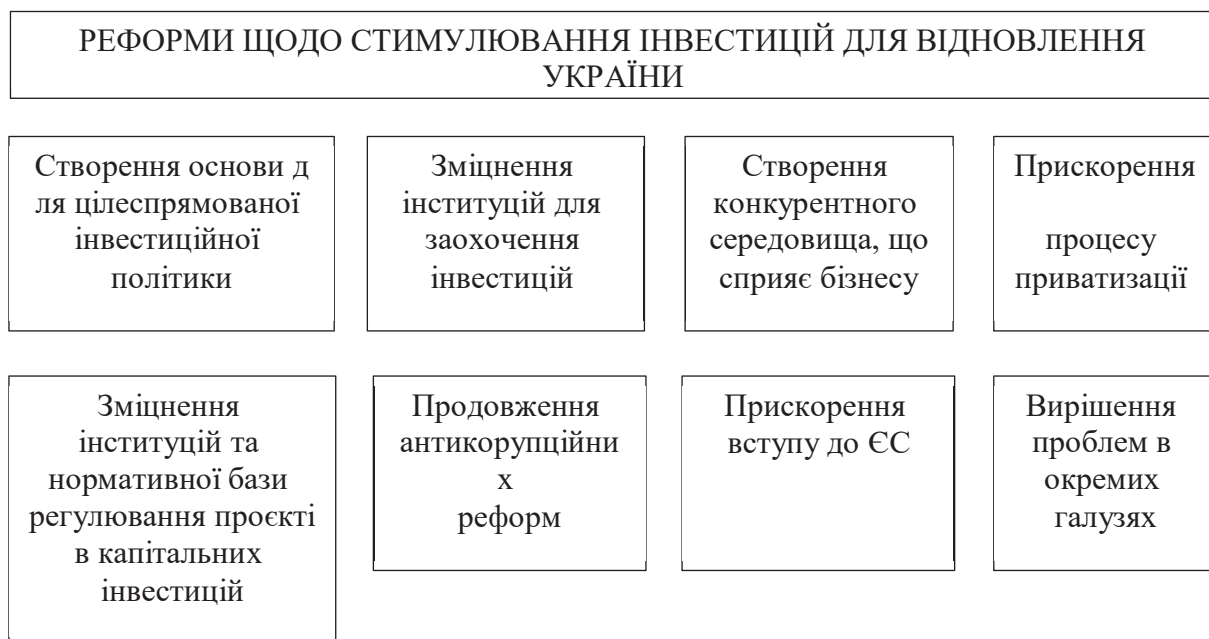 РЕФОРМИ ЩОДО СТИМУЛЮВАННЯ ІНВЕСТИЦІЙ ДЛЯ ВІДНОВЛЕННЯ
УКРАЇНИ
Створення основи д
ля цілеспрямованої
інвестиційної
політики
Зміцнення
інституцій для
заохочення
інвестицій
Створення
конкурентного
середовища, що
сприяє бізнесу
Прискорення
процесу
приватизації
Зміцнення
інституцій та
нормативної бази
регулювання проєкті
в капітальних
інвестицій
Продовження
антикорупційни
х
реформ
Прискорення
вступу до ЄС
Вирішення
проблем в
окремих
галузях